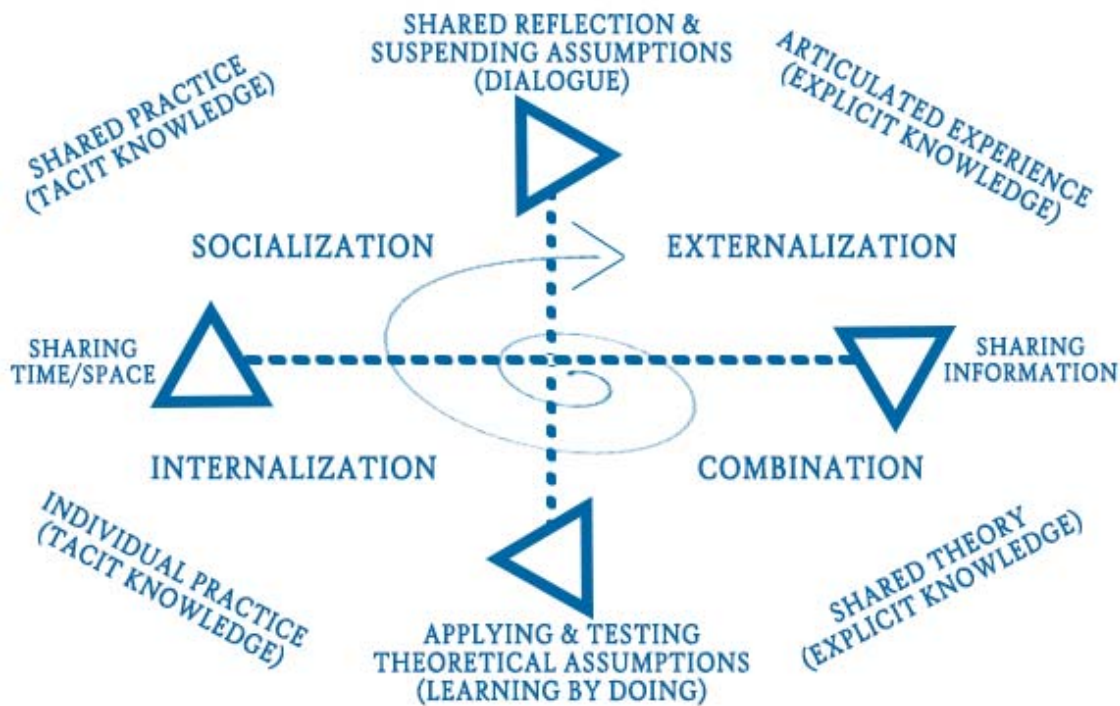 SHARED REFLECTION &
SUSPENDING ASSUMPTIONS
(DIALOGUE)
SHARED PRACTICE
(TACIT KNOWLEDGE)
ARTICULATED EXPERIENCE
(EXPLICIT KNOWLEDGE)
SOCIALIZATION
EXTERNALIZATION
SHARING
TIME/SPACE
SHARING
INFORMATION
INTERNALIZATION
COMBINATION
INDIVIDUAL PRACTICE
(TACIT KNOWLEDGE)
SHARED THEORY
(EXPLICIT KNOWLEDGE)
APPLYING & TESTING
THEORETICAL ASSUMPTIONS
(LEARNING BY DOING)